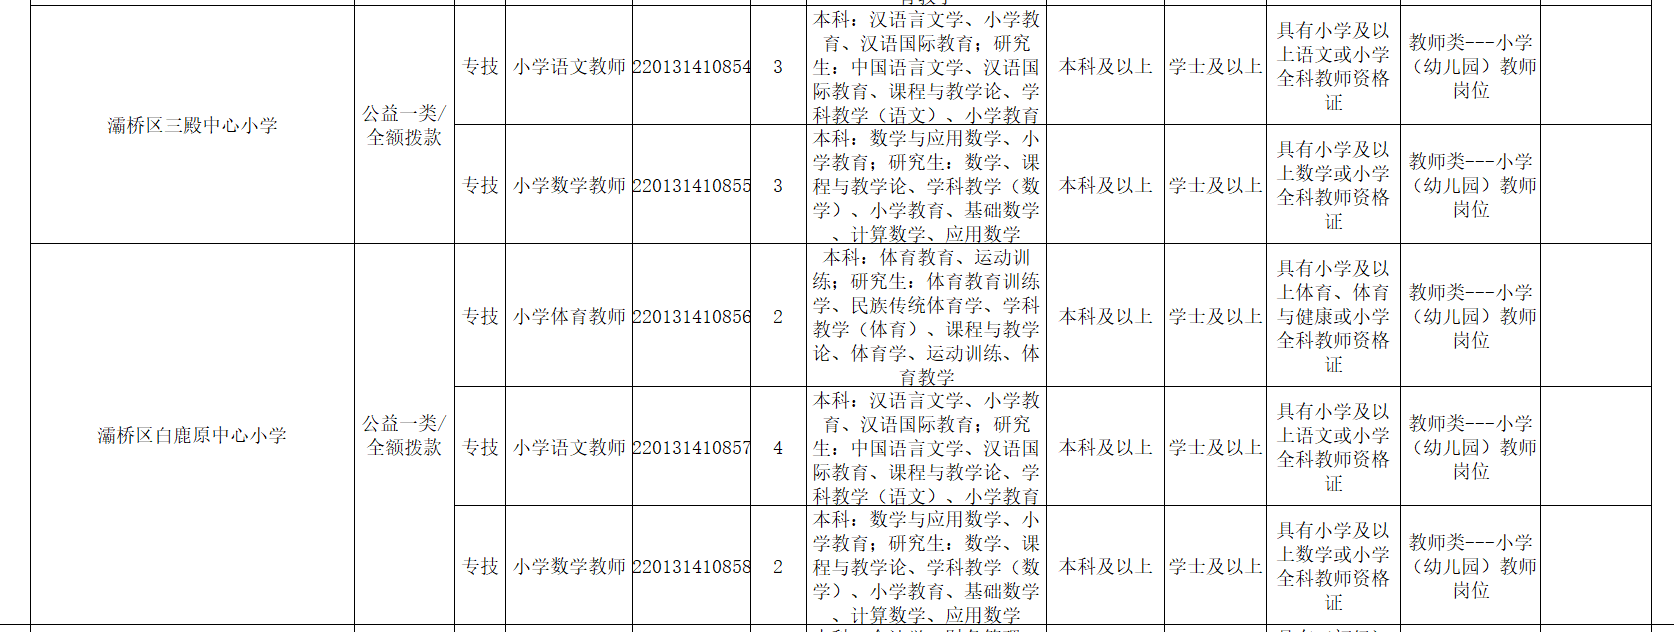 育教学
灞桥区三殿中心小学
公益一类/
全额拨款
专技
小学语文教师
220131410854
3
本科：汉语言文学、小学教
育、汉语国际教育；研究
生：中国语言文学、汉语国
际教育、课程与教学论、学
科教学（语文）、小学教育
本科及以上
学士及以上
具有小学及以
上语文或小学
全科教师资格
证
教师类---小学
（幼儿园）教师
岗位
专技
小学数学教师
220131410855
3
本科：数学与应用数学、小
学教育；研究生：数学、课
程与教学论、学科教学（数
学）、小学教育、基础数学
、计算数学、应用数学
本科及以上
学士及以上
具有小学及以
上数学或小学
全科教师资格
证
教师类---小学
（幼儿园）教师
岗位
灞桥区白鹿原中心小学
公益一类/
全额拨款
专技
小学体育教师
220131410856
2
本科：体育教育、运动训
练；研究生：体育教育训练
学、民族传统体育学、学科
教学（体育）、课程与教学
论、体育学、运动训练、体
育教学
本科及以上
学士及以上
具有小学及以
上体育、体育
与健康或小学
全科教师资格
证
教师类---小学
（幼儿园）教师
岗位
专技
小学语文教师
220131410857
4
本科：汉语言文学、小学教
育、汉语国际教育；研究
生：中国语言文学、汉语国
际教育、课程与教学论、学
科教学（语文）、小学教育
本科及以上
学士及以上
具有小学及以
上语文或小学
全科教师资格
证
教师类---小学
（幼儿园）教师
岗位
专技
小学数学教师
220131410858
2
本科：数学与应用数学、小
学教育；研究生：数学、课
程与教学论、学科教学（数
学）、小学教育、基础数学
、计算数学、应用数学
本科及以上
学士及以上
具有小学及以
上数学或小学
全科教师资格
证
教师类---小学
（幼儿园）教师
岗位